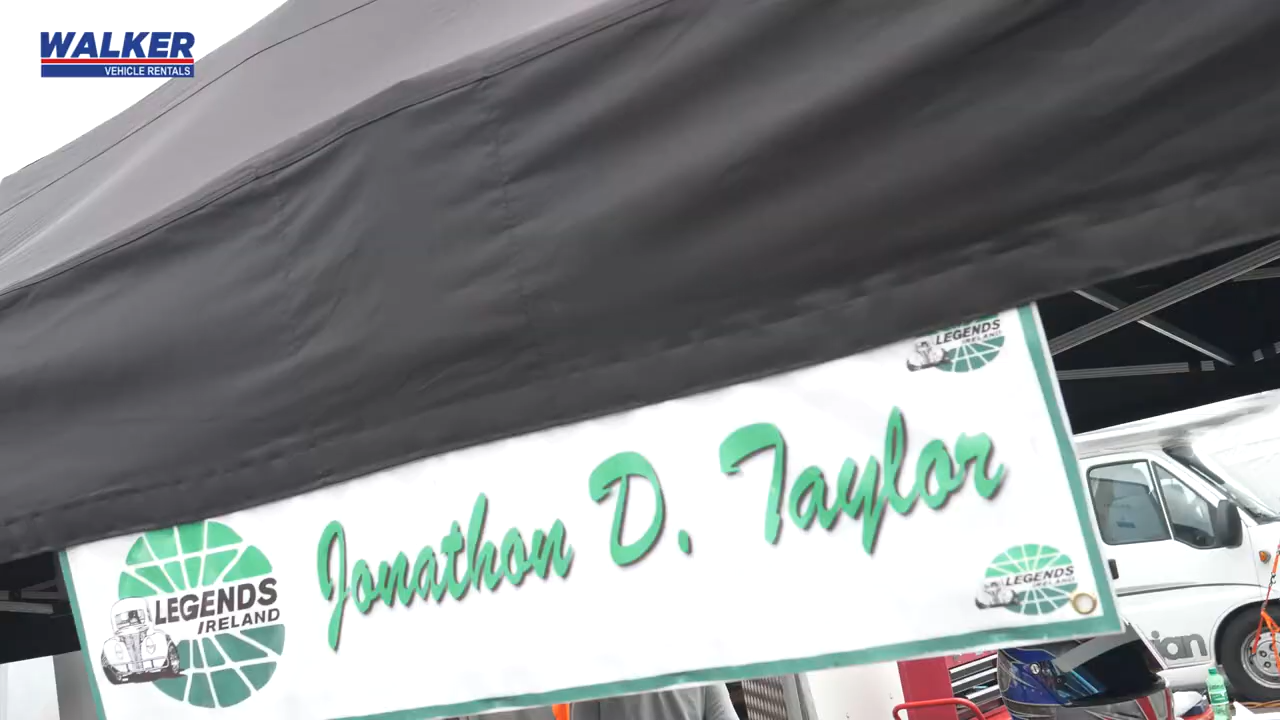 WALKER
VEHICLE RENTALS
LEGENDS
IRELAND
Jonathon D. Taylor
LEGENDS
IRELAND
LEGENDS
IRELAND